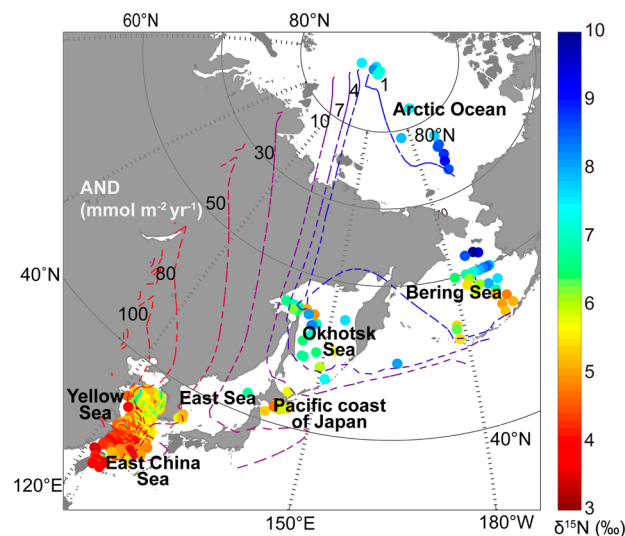 60°N
80°N
10
1
4
7
10
Arctic Ocean
80°N
30
9
AND
(mmol m⁻² yr⁻¹)
50
8
40°N
80
Bering Sea
7
100
Okhotsk
Sea
6
Yellow
Sea
East Sea
Pacific coast
of Japan
5
40°N
East China
Sea
4
120°E
150°E
180°W
3
δ¹⁵N (‰)